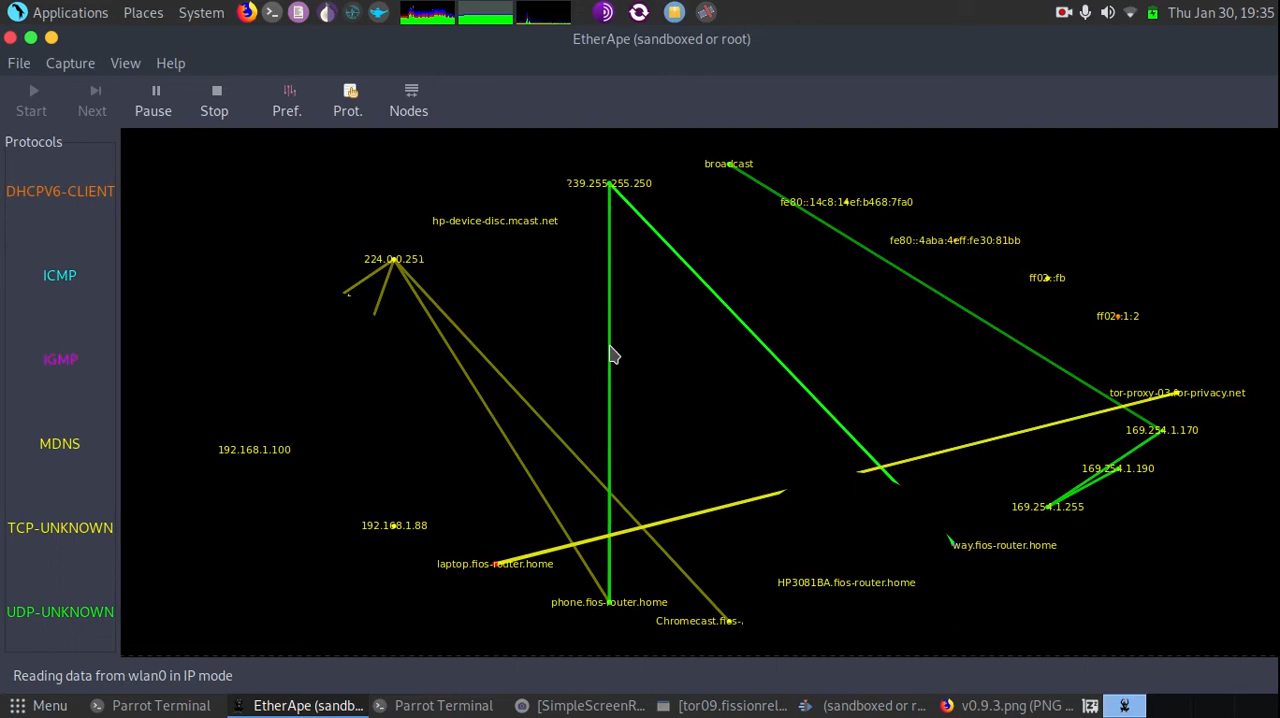 Applications Places System Thu Jan 30, 19:35
EtherApe (sandboxed or root)
File Capture View Help
Start Next Pause Stop Pref. Prot. Nodes
Protocols
DHCPV6-CLIENT
ICMP
IGMP
MDNS
TCP-UNKNOWN
UDP-UNKNOWN
broadcast
239.255.255.250
fe80::14c8:14ef:b468:7fa0
hp-device-disc.mcast.net
fe80::4aba:4eff:fe30:81bb
224.0.0.251
ff02::fb
ff02::1:2
tor-proxy-03.for-privacy.net
169.254.1.170
192.168.1.100
169.254.1.190
169.254.1.255
192.168.1.88
way.fios-router.home
laptop.fios-router.home
HP3081BA.fios-router.home
phone.fios-router.home
Chromecast.fios-.
Reading data from wlan0 in IP mode
Menu Parrot Terminal EtherApe (sandb... Parrot Terminal [SimpleScreenR... [tor09.fissionrel... (sandboxed or r... v0.9.3.png (PNG ...